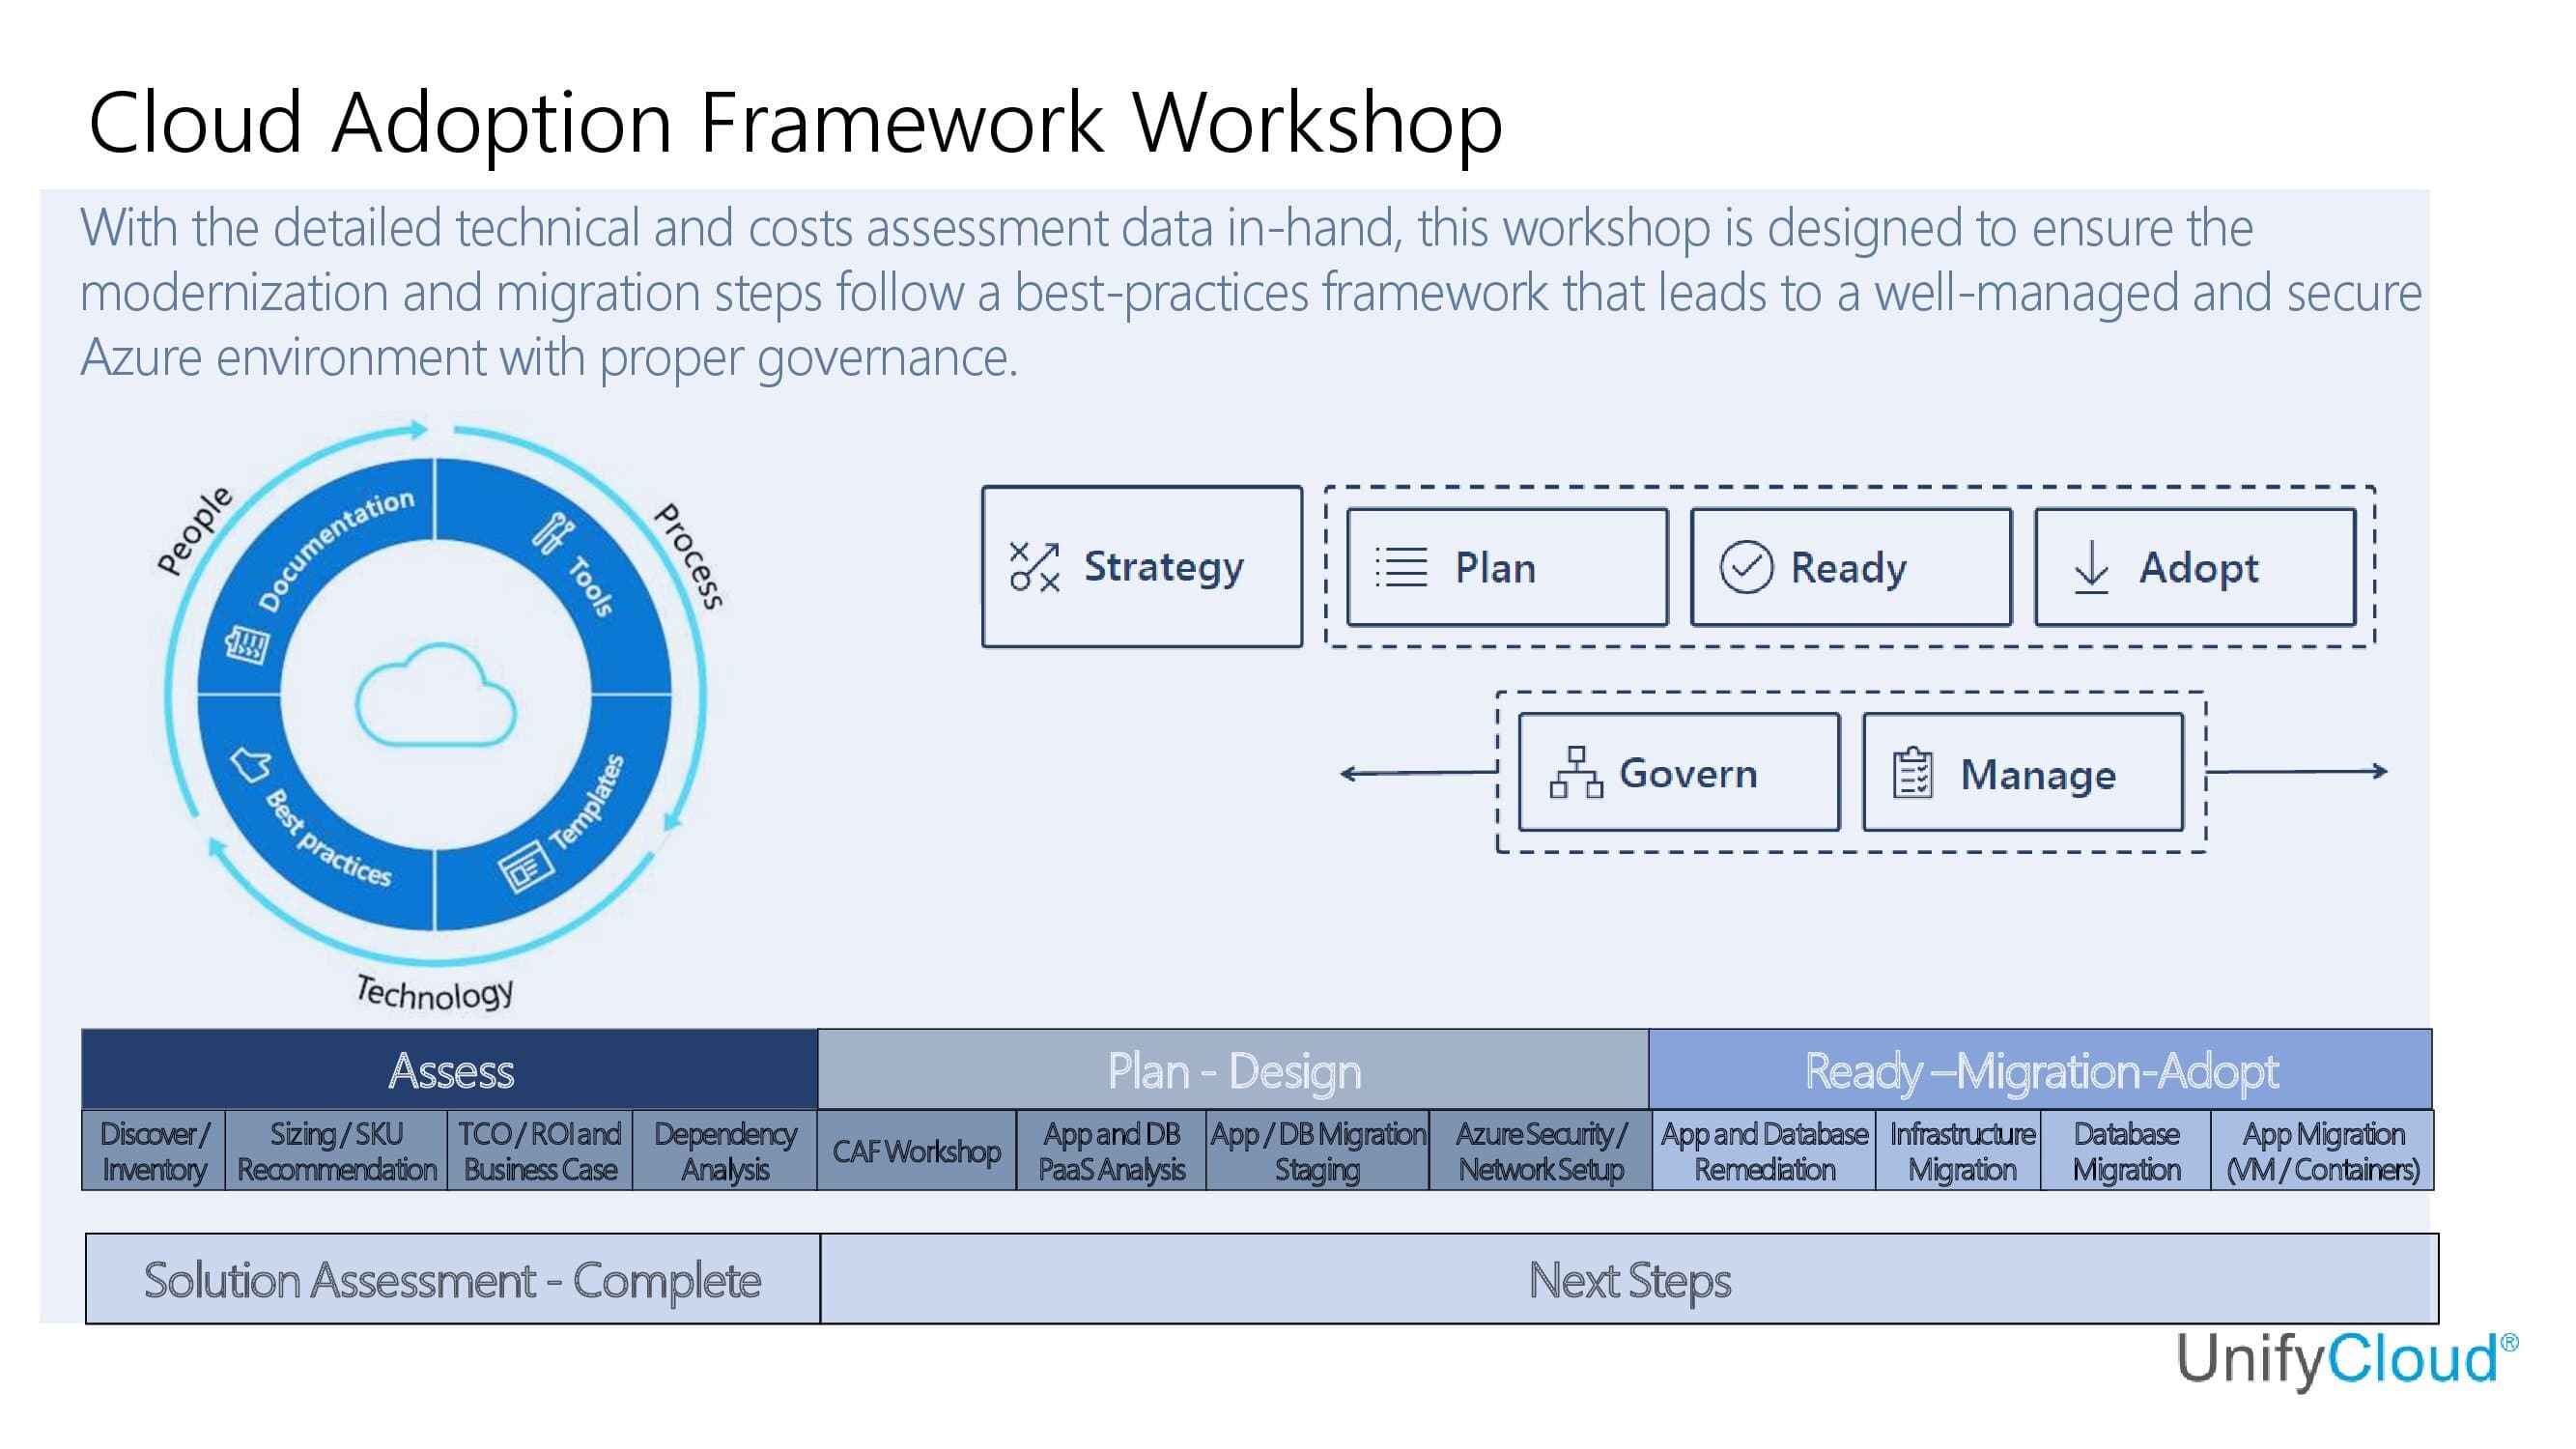 Cloud Adoption Framework Workshop
With the detailed technical and costs assessment data in-hand, this workshop is designed to ensure the
modernization and migration steps follow a best-practices framework that leads to a well-managed and secure
Azure environment with proper governance.
People
Process
Technology
Documentation
Tools
Templates
Best practices
Strategy
Plan
Ready
Adopt
Govern
Manage
Assess
Plan - Design
Ready –Migration-Adopt
Discover /
Inventory
Sizing / SKU
Recommendation
TCO / ROI and
Business Case
Dependency
Analysis
CAF Workshop
App and DB
PaaS Analysis
App / DB Migration
Staging
Azure Security /
Network Setup
App and Database
Remediation
Infrastructure
Migration
Database
Migration
App Migration
(VM / Containers)
Solution Assessment - Complete
Next Steps
UnifyCloud®